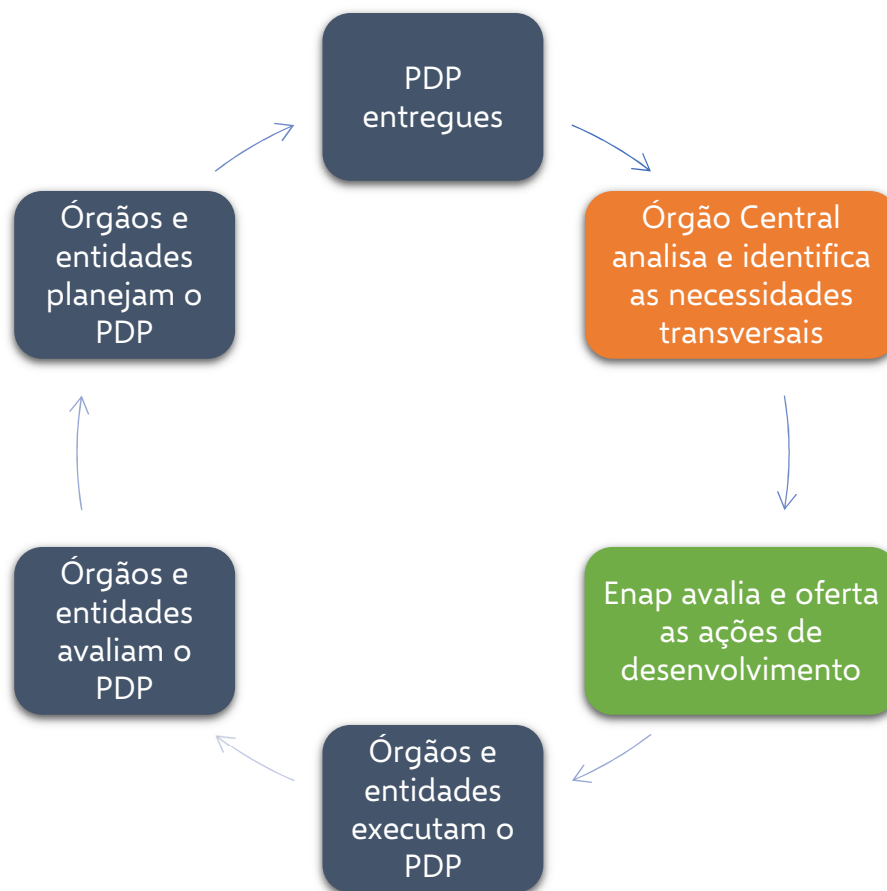 PDP
entregues
Órgão Central
analisa e identifica
as necessidades
transversais
Enap avalia e oferta
as ações de
desenvolvimento
Órgãos e
entidades
executam o
PDP
Órgãos e
entidades
avaliam o
PDP
Órgãos e
entidades
planejam o
PDP